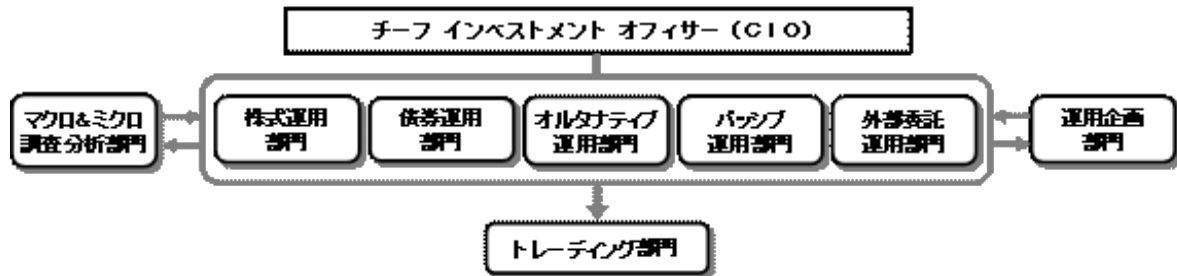 チーフ インベストメント オフィサー（CIO）
マクロ&ミクロ
調査分析部門
株式運用
部門
債券運用
部門
オルタナティブ
運用部門
パッシブ
運用部門
外部委託
運用部門
運用企画
部門
トレーディング部門